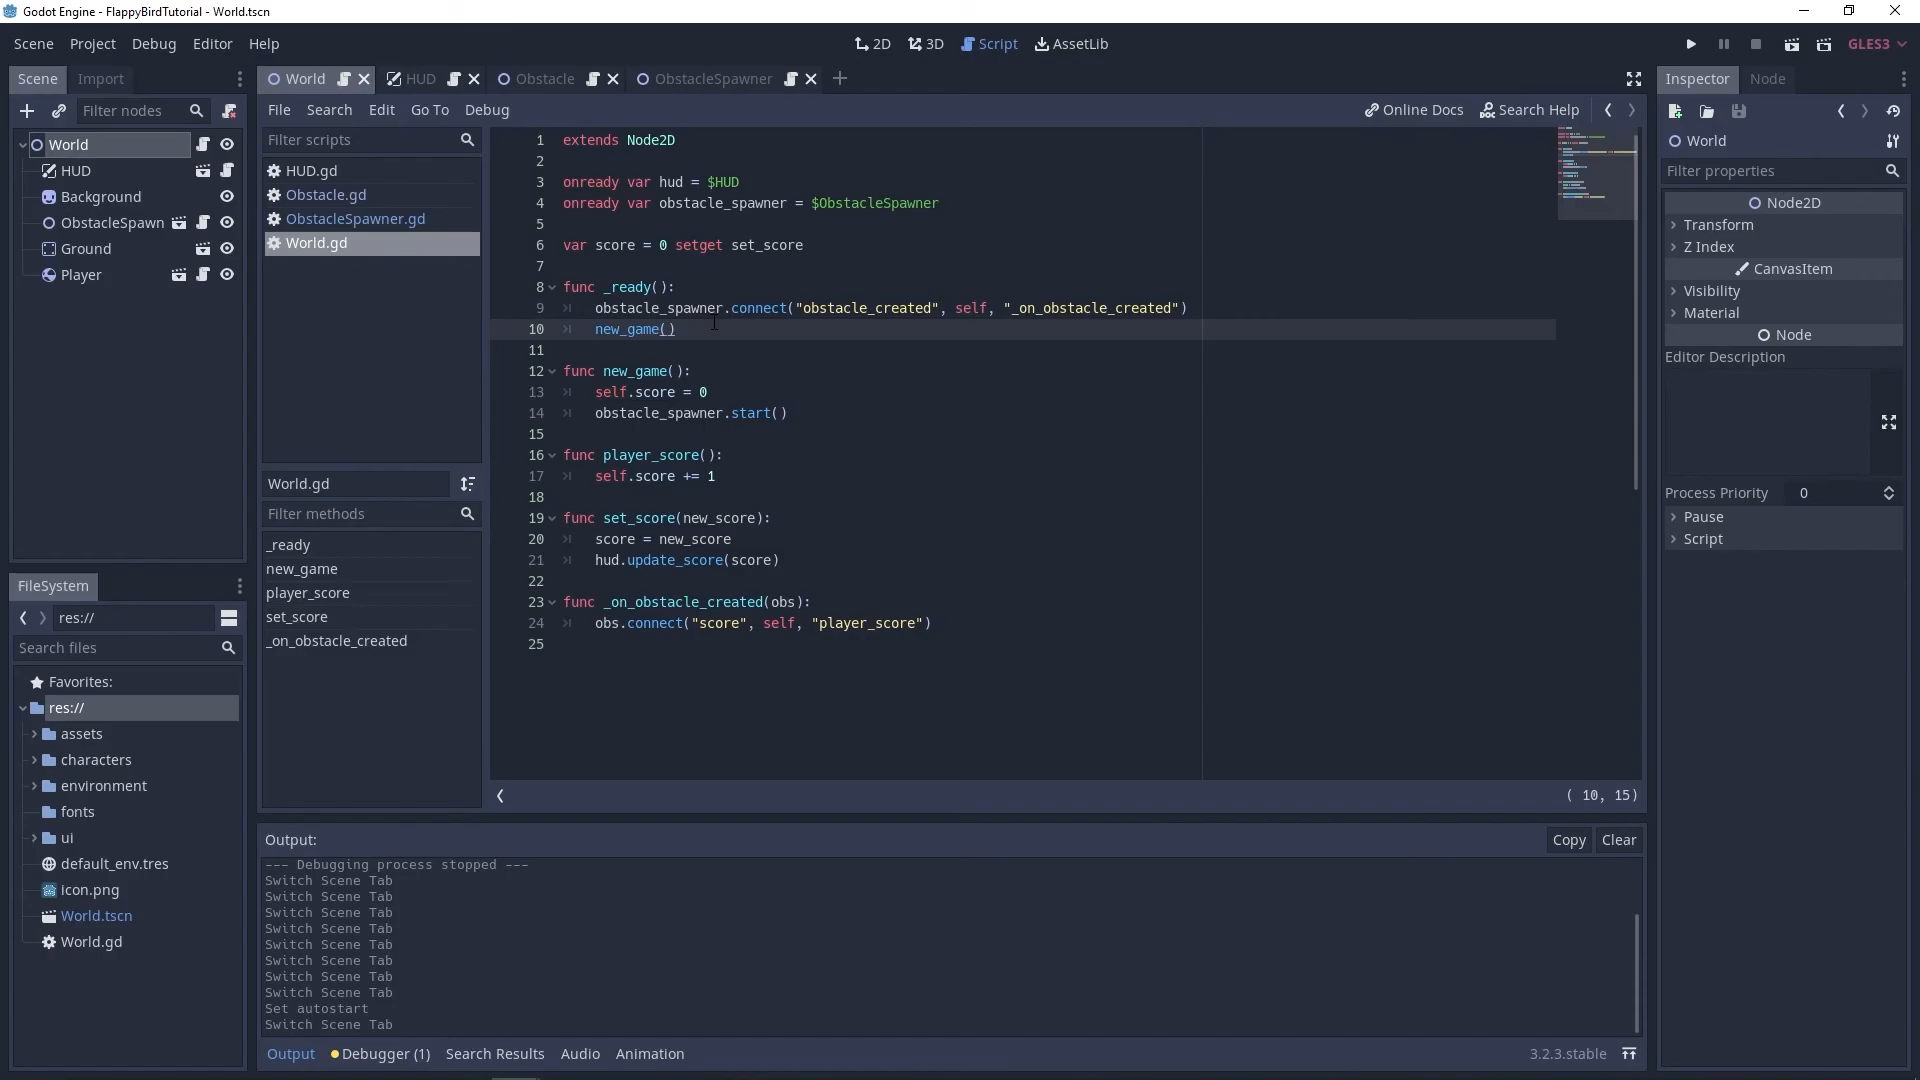 Godot Engine - FlappyBirdTutorial - World.tscn
Scene Project Debug Editor Help
2D 3D Script AssetLib
GLES3
Scene Import
World HUD Obstacle ObstacleSpawner
Inspector Node
Filter nodes
File Search Edit Go To Debug
Online Docs Search Help
World
HUD
Background
ObstacleSpawn
Ground
Player
Filter scripts
HUD.gd
Obstacle.gd
ObstacleSpawner.gd
World.gd
World.gd
Filter methods
_ready
new_game
player_score
set_score
_on_obstacle_created
1 extends Node2D
2
3 onready var hud = $HUD
4 onready var obstacle_spawner = $ObstacleSpawner
5
6 var score = 0 setget set_score
7
8 func _ready():
9 obstacle_spawner.connect("obstacle_created", self, "_on_obstacle_created")
10 new_game()
11
12 func new_game():
13 self.score = 0
14 obstacle_spawner.start()
15
16 func player_score():
17 self.score += 1
18
19 func set_score(new_score):
20 score = new_score
21 hud.update_score(score)
22
23 func _on_obstacle_created(obs):
24 obs.connect("score", self, "player_score")
25
( 10, 15)
World
Filter properties
Node2D
Transform
Z Index
CanvasItem
Visibility
Material
Node
Editor Description
Process Priority 0
Pause
Script
FileSystem
res://
Search files
Favorites:
res://
assets
characters
environment
fonts
ui
default_env.tres
icon.png
World.tscn
World.gd
Output:
Copy Clear
--- Debugging process stopped ---
Switch Scene Tab
Switch Scene Tab
Switch Scene Tab
Switch Scene Tab
Switch Scene Tab
Switch Scene Tab
Switch Scene Tab
Switch Scene Tab
Set autostart
Switch Scene Tab
Output Debugger (1) Search Results Audio Animation
3.2.3.stable